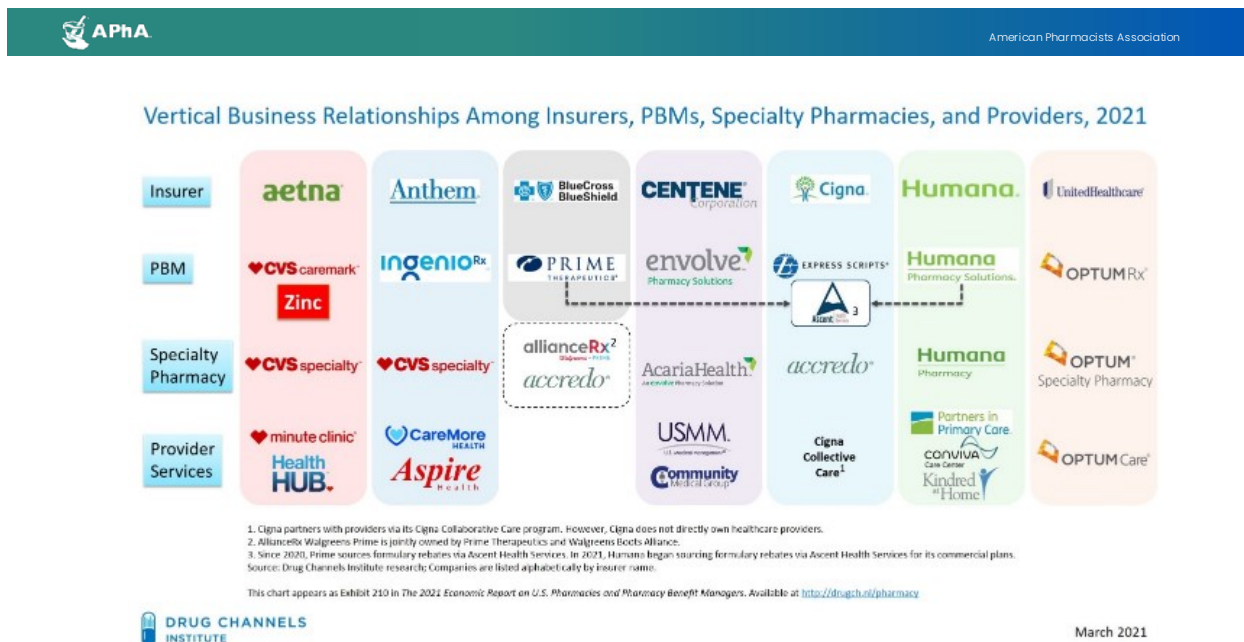 APhA
American Pharmacists Association
Vertical Business Relationships Among Insurers, PBMs, Specialty Pharmacies, and Providers, 2021
Insurer
aetna
Anthem
BlueCross
BlueShield
CENTENE
Corporation
Cigna
Humana
UnitedHealthcare
PBM
CVS caremark
Zinc
IngenioRx
PRIME
THERAPEUTICS
envolve
Pharmacy Solutions
EXPRESS SCRIPTS
Ascent
3
Humana
Pharmacy Solutions
OPTUMRx
Specialty
Pharmacy
CVS specialty
CVS specialty
allianceRx 2
Walgreens + PRIME
accredo
AcariaHealth
An envolve Pharmacy Solution
accredo
Humana
Pharmacy
OPTUM
Specialty Pharmacy
Provider
Services
minute clinic
Health
HUB
CareMore
HEALTH
Aspire
Health
USMM.
Community
Medical Group
Cigna
Collective
Care1
Partners in
Primary Care
CONVIVA
Care Center
Kindred
at Home
OPTUM Care
1. Cigna partners with providers via its Cigna Collaborative Care program. However, Cigna does not directly own healthcare providers.
2. AllianceRx Walgreens Prime is jointly owned by Prime Therapeutics and Walgreens Boots Alliance.
3. Since 2020, Prime sources formulary rebates via Ascent Health Services. In 2021, Humana began sourcing formulary rebates via Ascent Health Services for its commercial plans.
Source: Drug Channels Institute research; Companies are listed alphabetically by insurer name.
This chart appears as Exhibit 210 in The 2021 Economic Report on U.S. Pharmacies and Pharmacy Benefit Managers. Available at http://drugch.nl/pharmacy
DRUG CHANNELS
INSTITUTE
March 2021